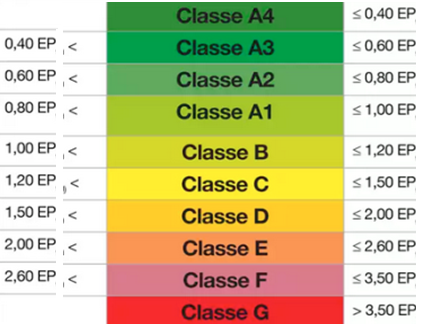 Classe A4 ≤ 0,40 EP
0,40 EP < Classe A3 ≤ 0,60 EP
0,60 EP < Classe A2 ≤ 0,80 EP
0,80 EP < Classe A1 ≤ 1,00 EP
1,00 EP < Classe B ≤ 1,20 EP
1,20 EP < Classe C ≤ 1,50 EP
1,50 EP < Classe D ≤ 2,00 EP
2,00 EP < Classe E ≤ 2,60 EP
2,60 EP < Classe F ≤ 3,50 EP
Classe G > 3,50 EP